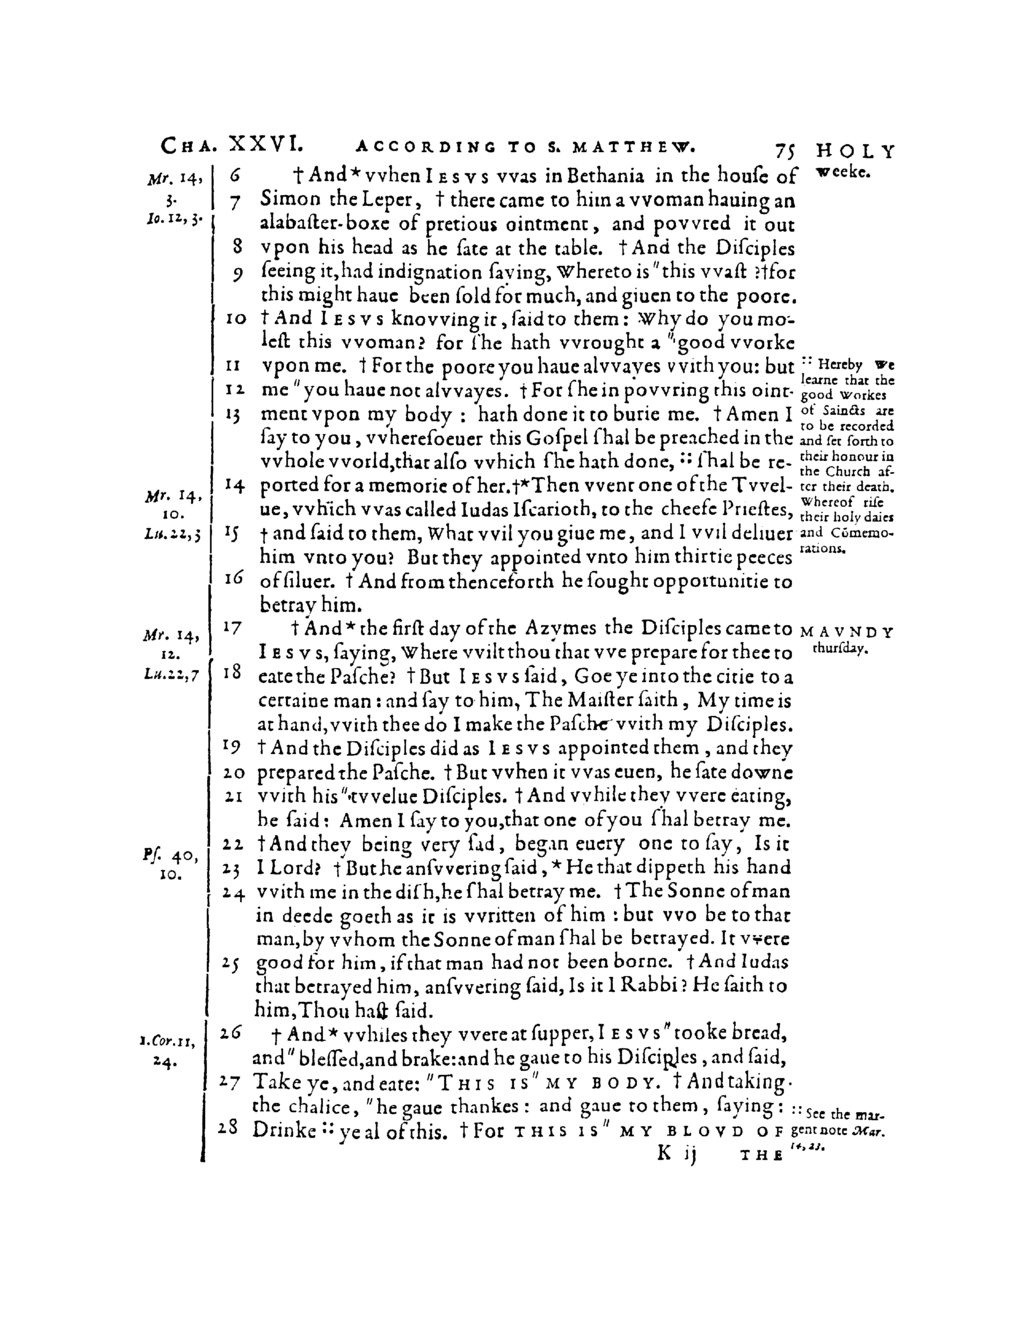 CHA. XXVI. ACCORDING TO S. MATTHEW. 75 HOLY
Mr. 14, 6 † And * vvhen IESVS vvas in Bethania in the houſe of weeke.
3. 7 Simon the Leper, † there came to him a vvoman hauing an
Io. 12, 3. alabaſter-boxe of pretious ointment, and povvred it out
8 vpon his head as he ſate at the table. † And the Diſciples
9 ſeeing it, had indignation ſaying, Whereto is "this vvaſt ? † for
this might haue been ſold for much, and giuen to the poore.
10 † And IESVS knovving it, ſaid to them: Why do you mo-
leſt this vvoman? for ſhe hath vvrought a "good vvorke
11 vpon me. † For the poore you haue alvvayes vvith you: but
12 me "you haue not alvvayes. † For ſhe in povvring this oint-
13 ment vpon my body : hath done it to burie me. † Amen I
ſay to you, vvhereſoeuer this Goſpel ſhal be preached in the
vvhole vvorld, that alſo vvhich ſhe hath done, :: ſhal be re-
14 ported for a memorie of her. † * Then vvent one of the Tvvel-
ue, vvhich vvas called Iudas Iſcarioth, to the cheefe Prieſtes,
15 † and ſaid to them, What vvil you giue me, and I vvil deliuer
him vnto you? But they appointed vnto him thirtie peeces
16 of ſiluer. † And from thenceforth he ſought opportunitie to
betray him.
:: Hereby we
learne that the
good workes
of Sainćts are
to be recorded
and ſet forth to
their honour in
the Church af-
ter their death.
Whereof riſe
their holy daies
and Cōmemo-
rations.
Mr. 14,
10.
Lu. 22, 3
17 † And * the firſt day of the Azymes the Diſciples came to MAVNDY
IESVS, ſaying, Where vvilt thou that vve prepare for thee to thurſday.
18 eate the Paſche? † But IESVS ſaid, Goe ye into the citie to a
certaine man : and ſay to him, The Maiſter ſaith, My time is
at hand, vvith thee do I make the Paſche vvith my Diſciples.
19 † And the Diſciples did as IESVS appointed them, and they
20 prepared the Paſche. † But vvhen it vvas euen, he ſate downe
21 vvith his "tvvelue Diſciples. † And vvhile they vvere eating,
he ſaid: Amen I ſay to you, that one of you ſhal betray me.
22 † And they being very ſad, began euery one to ſay, Is it
23 I Lord? † But he anſvvering ſaid, * He that dippeth his hand
24 vvith me in the diſh, he ſhal betray me. † The Sonne of man
in deede goeth as it is vvritten of him : but vvo be to that
man, by vvhom the Sonne of man ſhal be betrayed. It vvere
25 good for him, if that man had not been borne. † And Iudas
that betrayed him, anſvvering ſaid, Is it I Rabbi? He ſaith to
him, Thou haſt ſaid.
Mr. 14,
12.
Lu. 22, 7
Pſ. 40,
10.
1. Cor. 11, 26 † And * vvhiles they vvere at ſupper, IESVS "tooke bread,
24. and "bleſſed, and brake: and he gaue to his Diſciples, and ſaid,
27 Take ye, and eate: "THIS IS" MY BODY. † And taking
the chalice, "he gaue thankes : and gaue to them, ſaying:
28 Drinke :: ye al of this. † For THIS IS" MY BLOVD OF
:: See the mar-
gent note Mar.
14, 23.
K ij THE